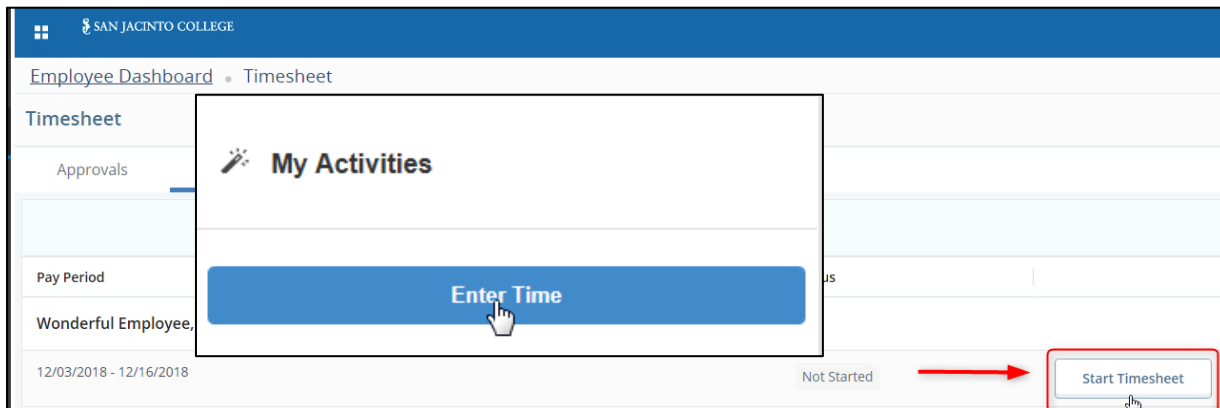 SAN JACINTO COLLEGE
Employee Dashboard • Timesheet
Timesheet
Approvals
My Activities
Enter Time
Pay Period
us
Wonderful Employee,
12/03/2018 - 12/16/2018
Not Started
Start Timesheet